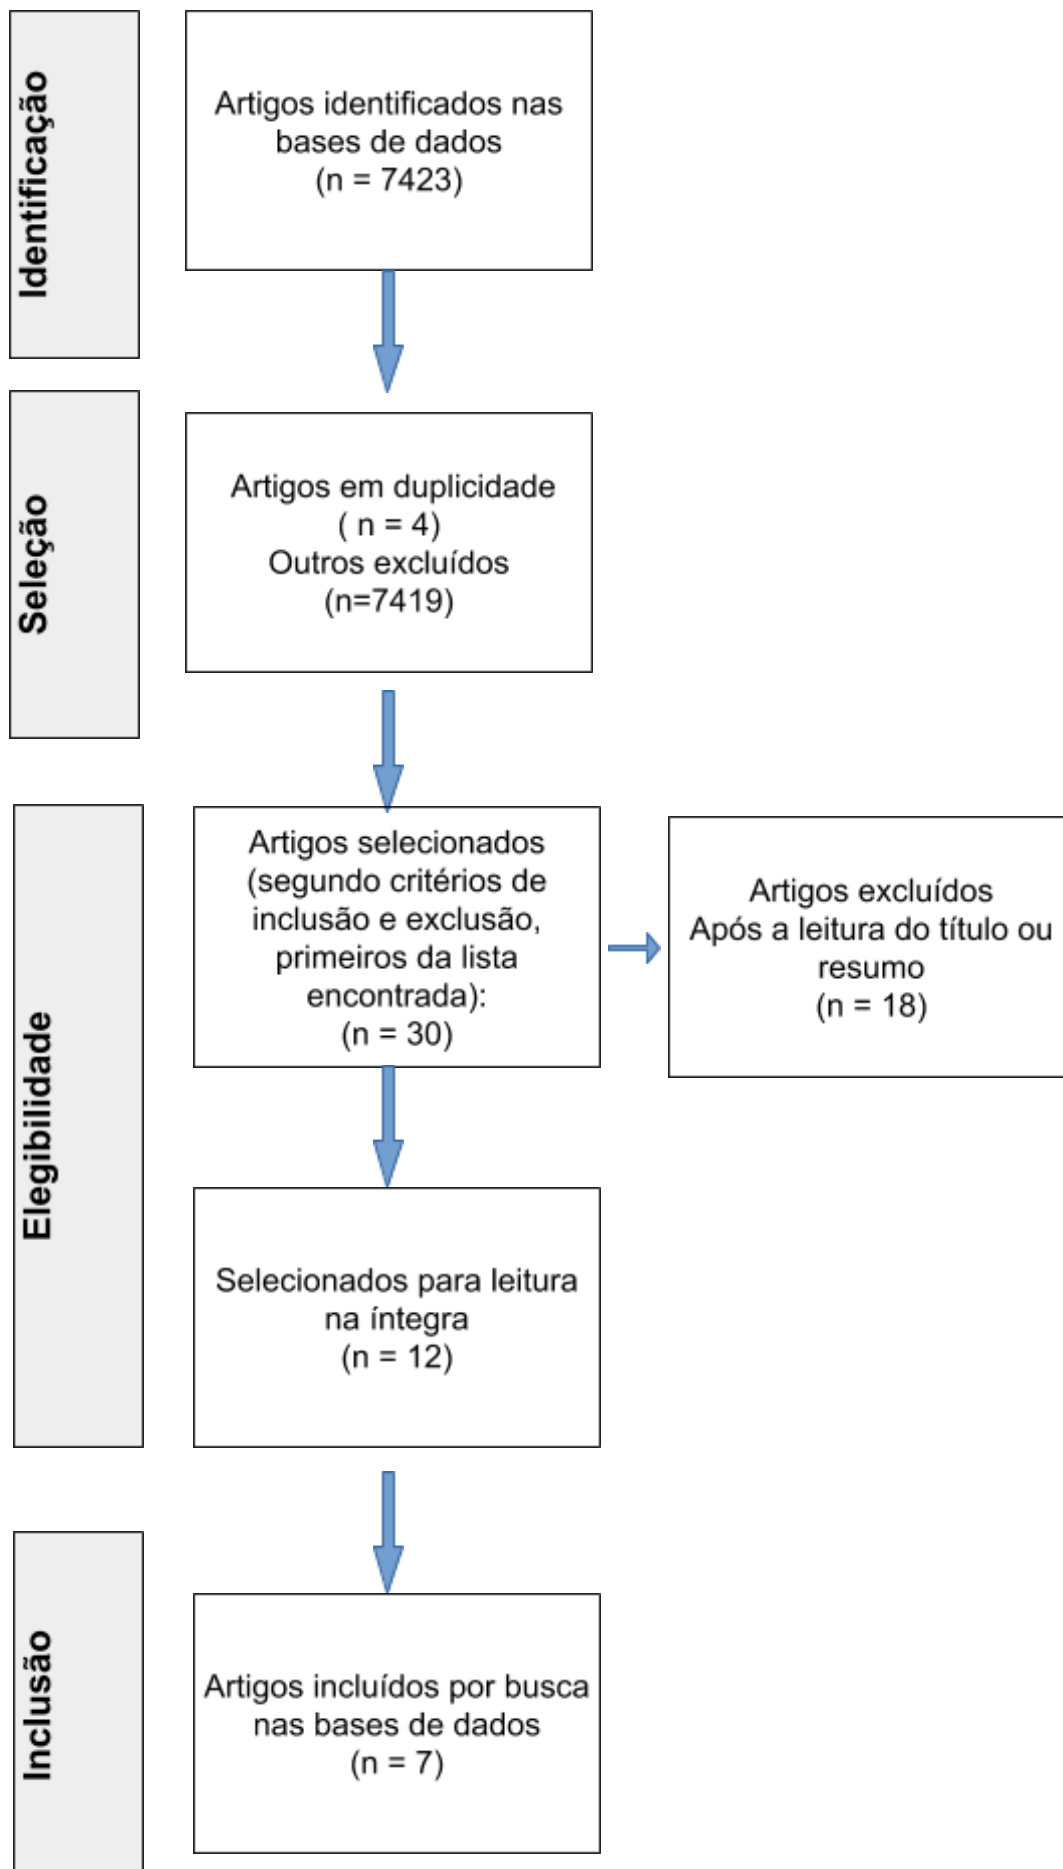 Identificação
Artigos identificados nas
bases de dados
(n = 7423)
Seleção
Artigos em duplicidade
( n = 4)
Outros excluídos
(n=7419)
Elegibilidade
Artigos selecionados
(segundo critérios de
inclusão e exclusão,
primeiros da lista
encontrada):
(n = 30)
Artigos excluídos
Após a leitura do título ou
resumo
(n = 18)
Selecionados para leitura
na íntegra
(n = 12)
Inclusão
Artigos incluídos por busca
nas bases de dados
(n = 7)